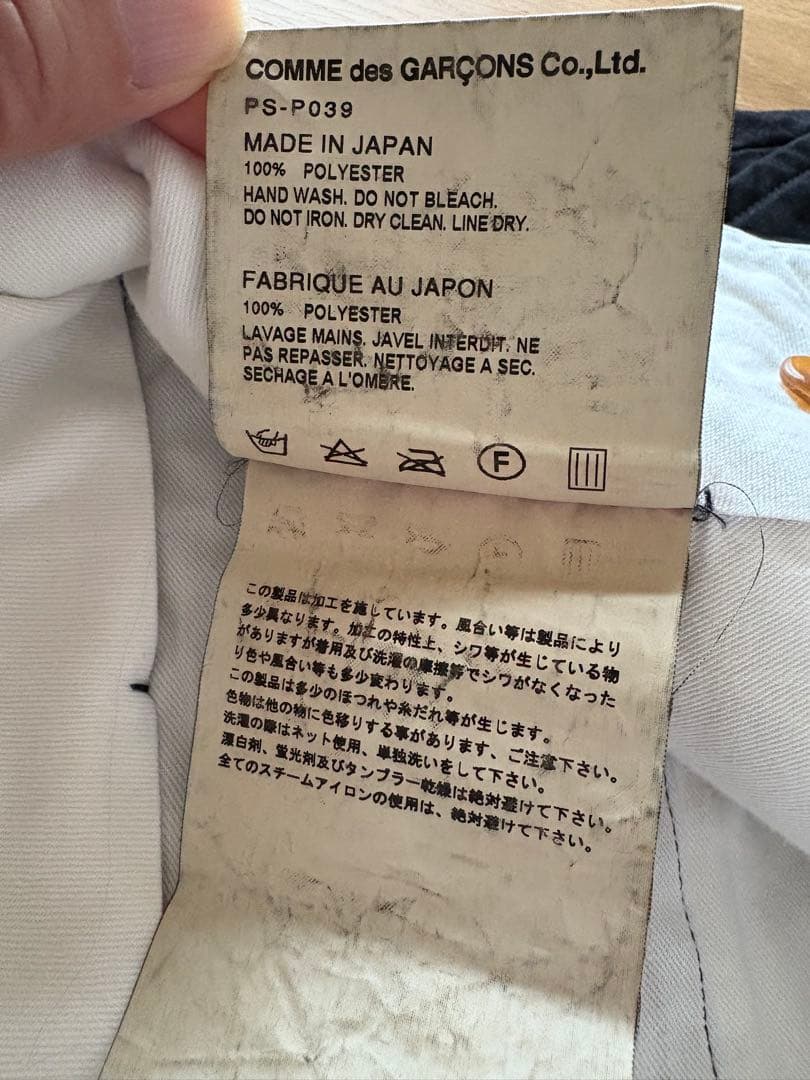 COMME des GARÇONS Co.,Ltd.
PS-P039
MADE IN JAPAN
100% POLYESTER
HAND WASH. DO NOT BLEACH.
DO NOT IRON. DRY CLEAN. LINE DRY.
FABRIQUE AU JAPON
100% POLYESTER
LAVAGE MAINS. JAVEL INTERDIT. NE
PAS REPASSER. NETTOYAGE A SEC.
SECHAGE A L'OMBRE.
F
この製品は加工を施しています。風合い等は製品により
多少異なります。加工の特性上、シワ等が生じている物
がありますが着用及び洗濯の摩擦等でシワがなくなった
り色や風合い等も多少変わります。
この製品は多少のほつれや糸だれ等が生じます。
色物は他の物に色移りする事があります、ご注意下さい。
洗濯の際はネット使用、単独洗いをして下さい。
漂白剤、蛍光剤及びタンブラー乾燥は絶対避けて下さい。
全てのスチームアイロンの使用は、絶対避けて下さい。